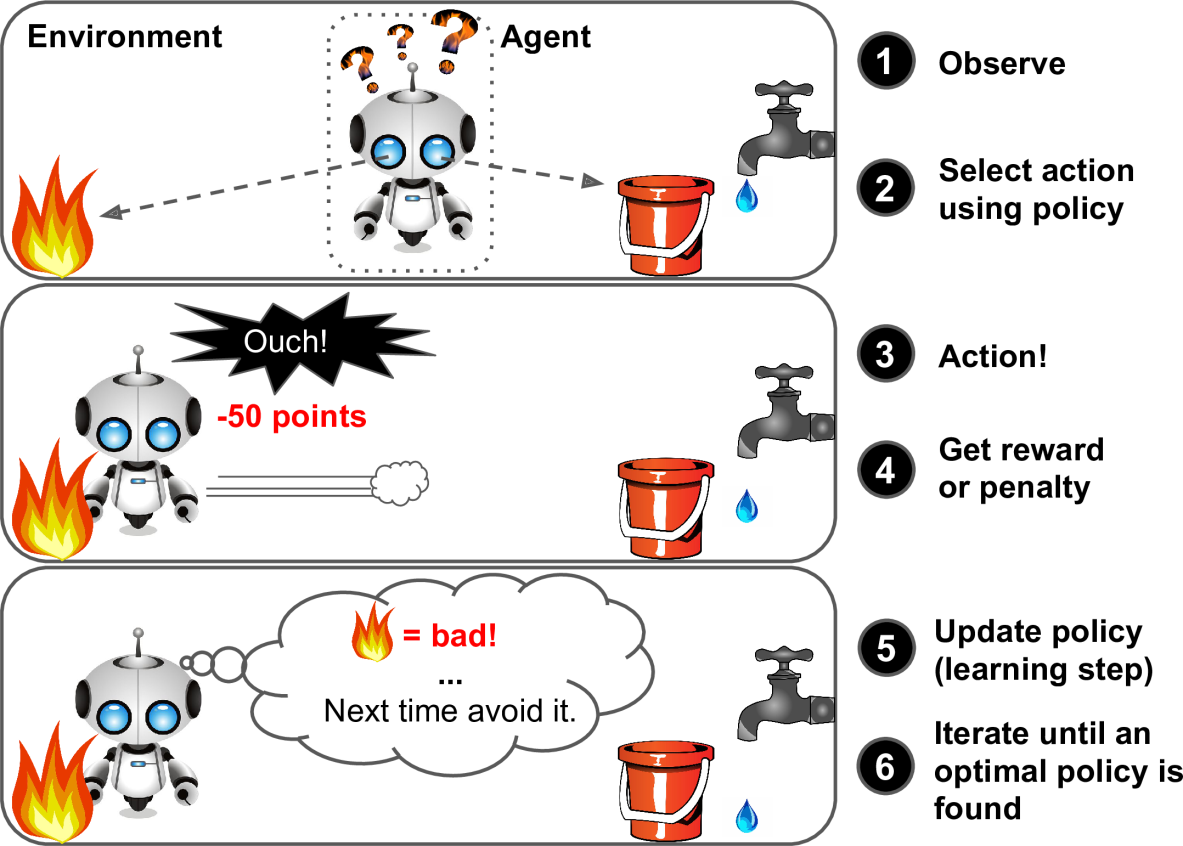 Environment
Agent
? ? ?
1 Observe
2 Select action
using policy
Ouch!
-50 points
3 Action!
4 Get reward
or penalty
= bad!
...
Next time avoid it.
5 Update policy
(learning step)
6 Iterate until an
optimal policy is
found